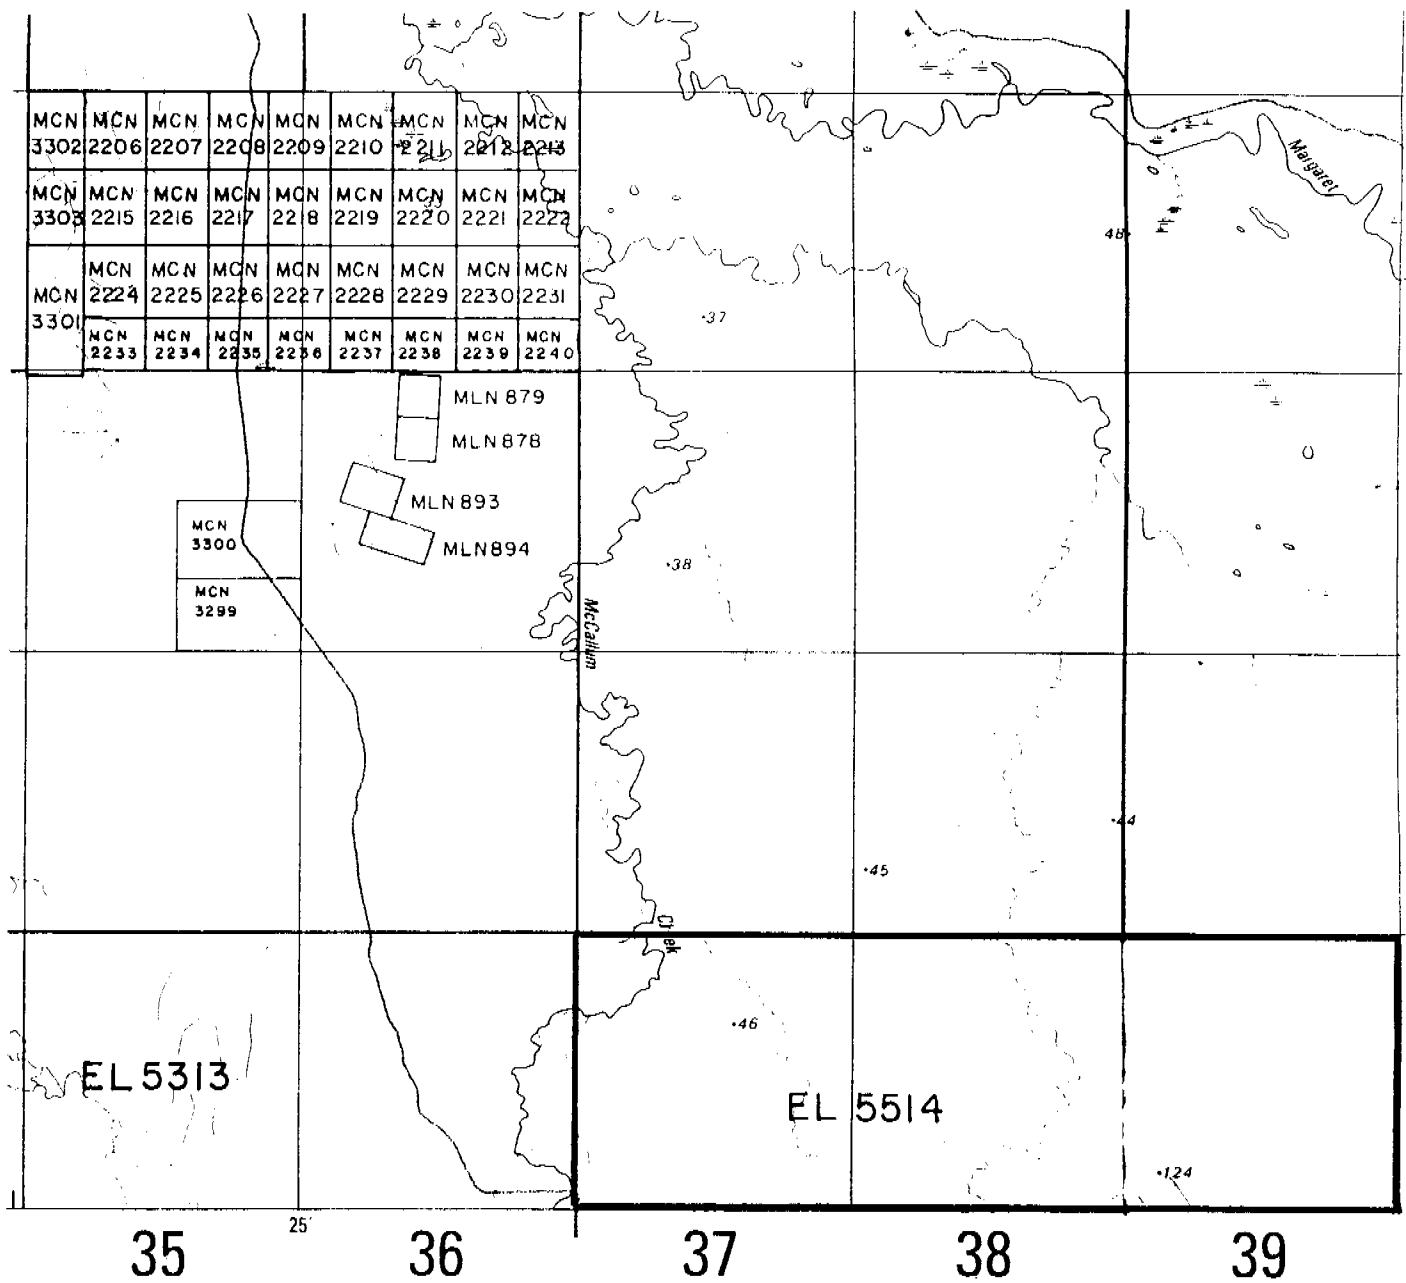 MCN MCN MCN MCN MCN MCN MCN MCN MCN
3302 2206 2207 2208 2209 2210 2211 2212 2213
MCN MCN MCN MCN MCN MCN MCN MCN MCN
3303 2215 2216 2217 2218 2219 2220 2221 2222
MCN MCN MCN MCN MCN MCN MCN MCN
2224 2225 2226 2227 2228 2229 2230 2231
MCN
3301
MCN MCN MCN MCN MCN MCN MCN MCN
2233 2234 2235 2236 2237 2238 2239 2240
Margaret
48
37
MLN 879
MLN 878
MLN 893
MLN 894
MCN
3300
MCN
3299
38
McCallum
44
45
Creek
46
EL 5313
EL 5514
124
25'
35 36 37 38 39